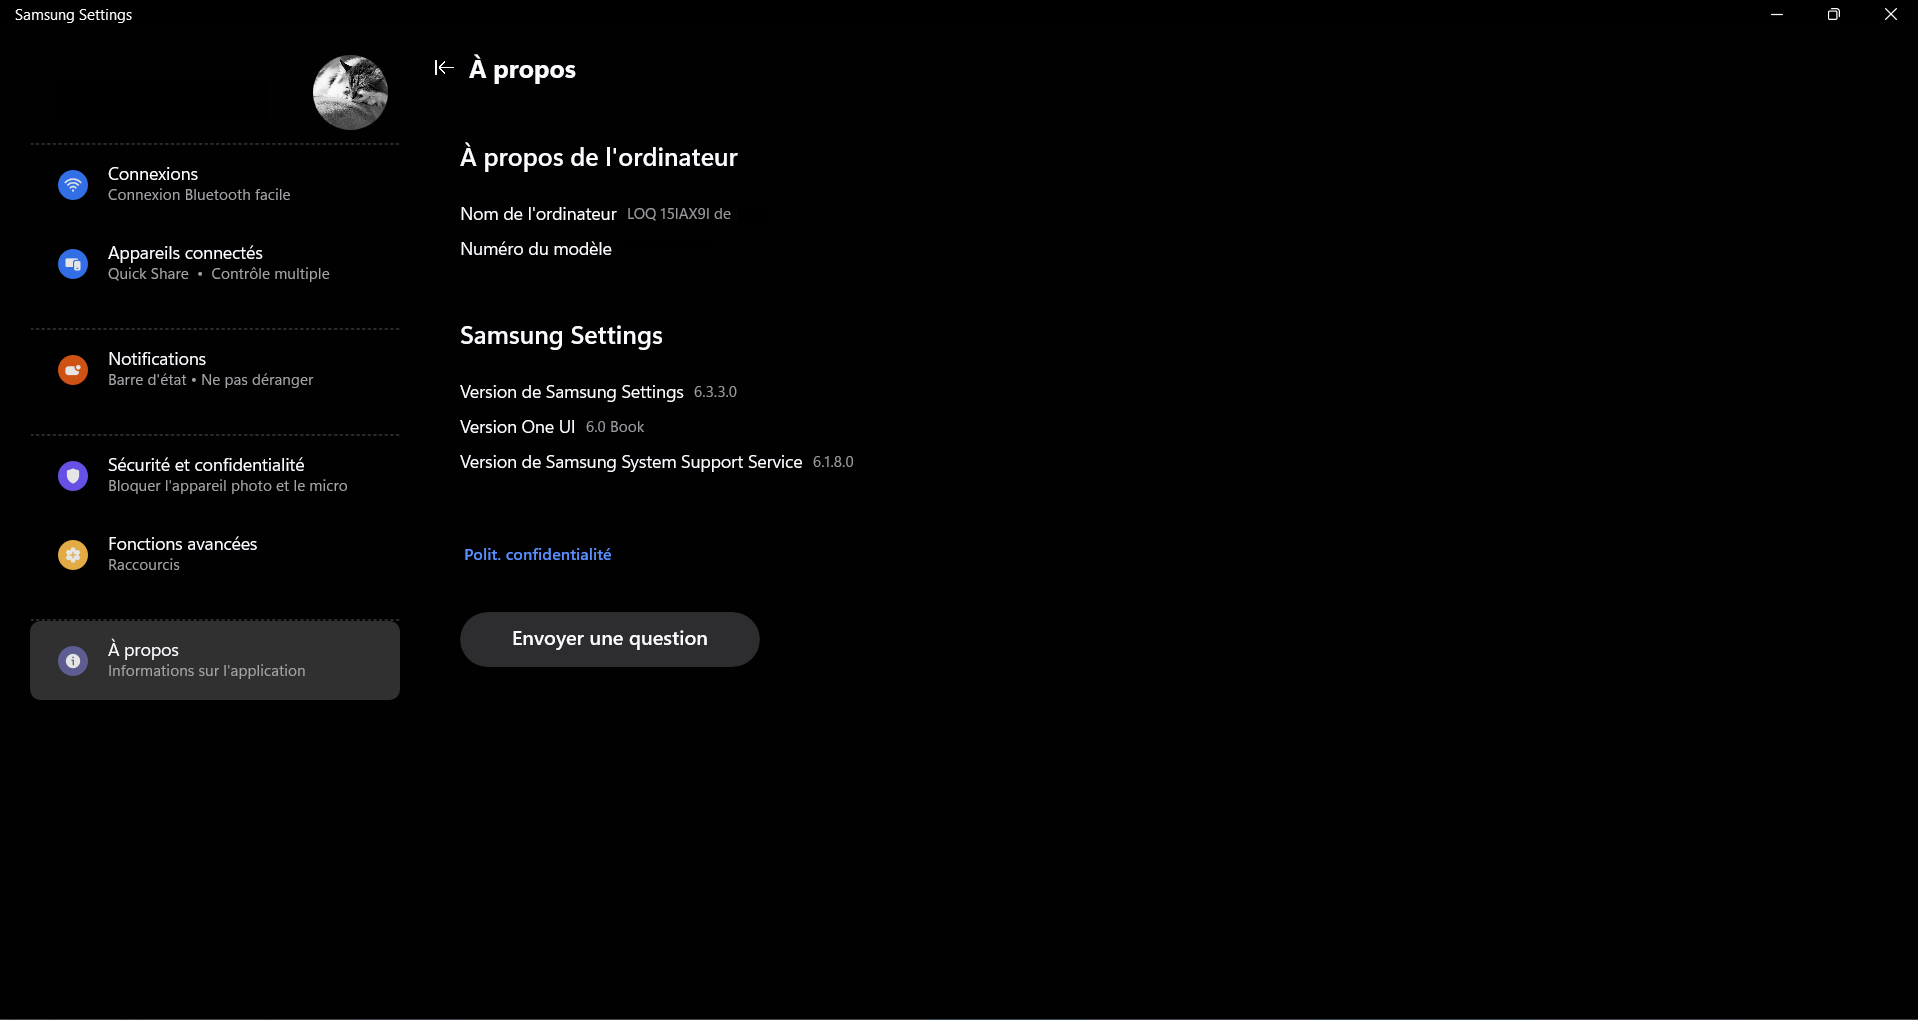 Samsung Settings
À propos
Connexions
Connexion Bluetooth facile
Appareils connectés
Quick Share • Contrôle multiple
Notifications
Barre d'état • Ne pas déranger
Sécurité et confidentialité
Bloquer l'appareil photo et le micro
Fonctions avancées
Raccourcis
À propos
Informations sur l'application
À propos de l'ordinateur
Nom de l'ordinateur LOQ 15IAX9I de
Numéro du modèle
Samsung Settings
Version de Samsung Settings 6.3.3.0
Version One UI 6.0 Book
Version de Samsung System Support Service 6.1.8.0
Polit. confidentialité
Envoyer une question